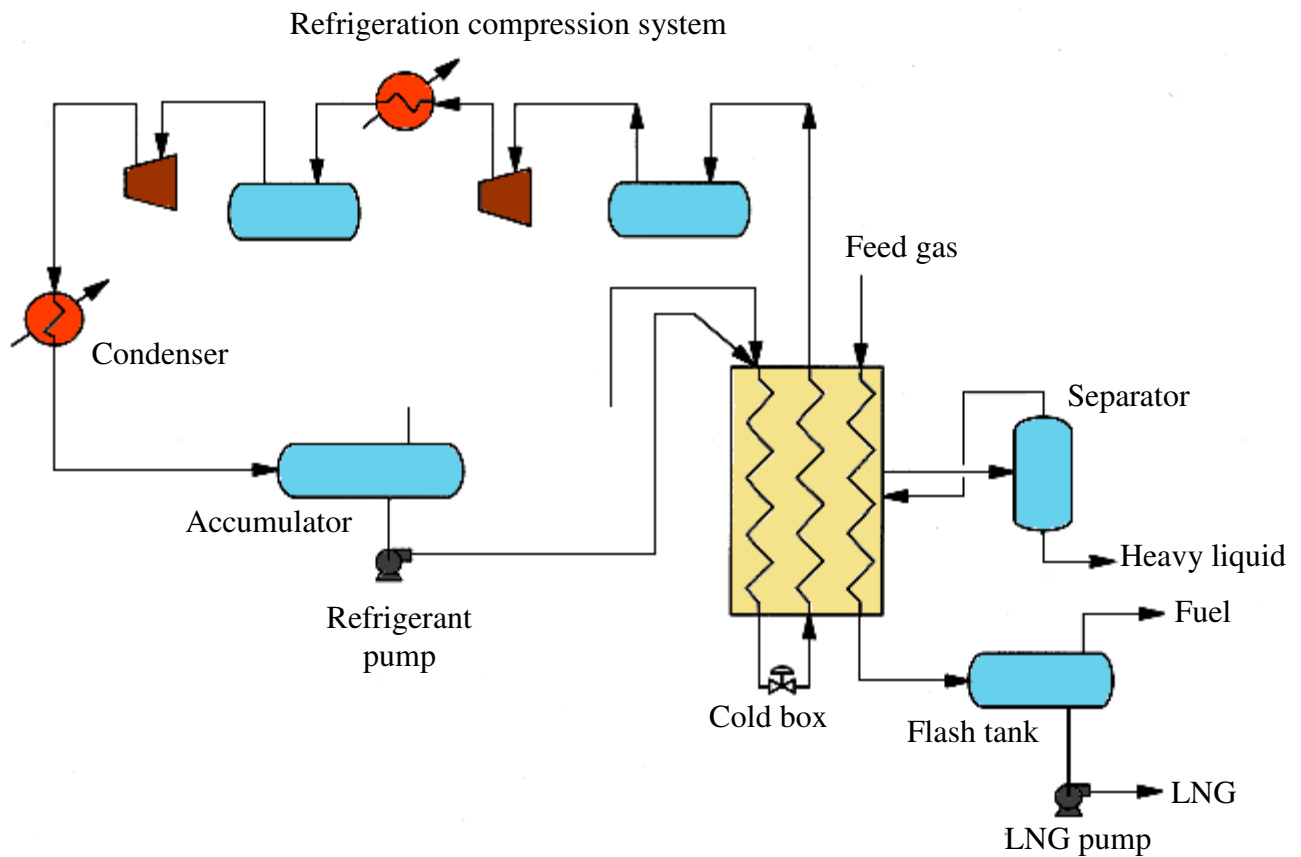 Refrigeration compression system
Feed gas
Condenser
Separator
Accumulator
Heavy liquid
Refrigerant
pump
Fuel
Cold box
Flash tank
LNG
LNG pump